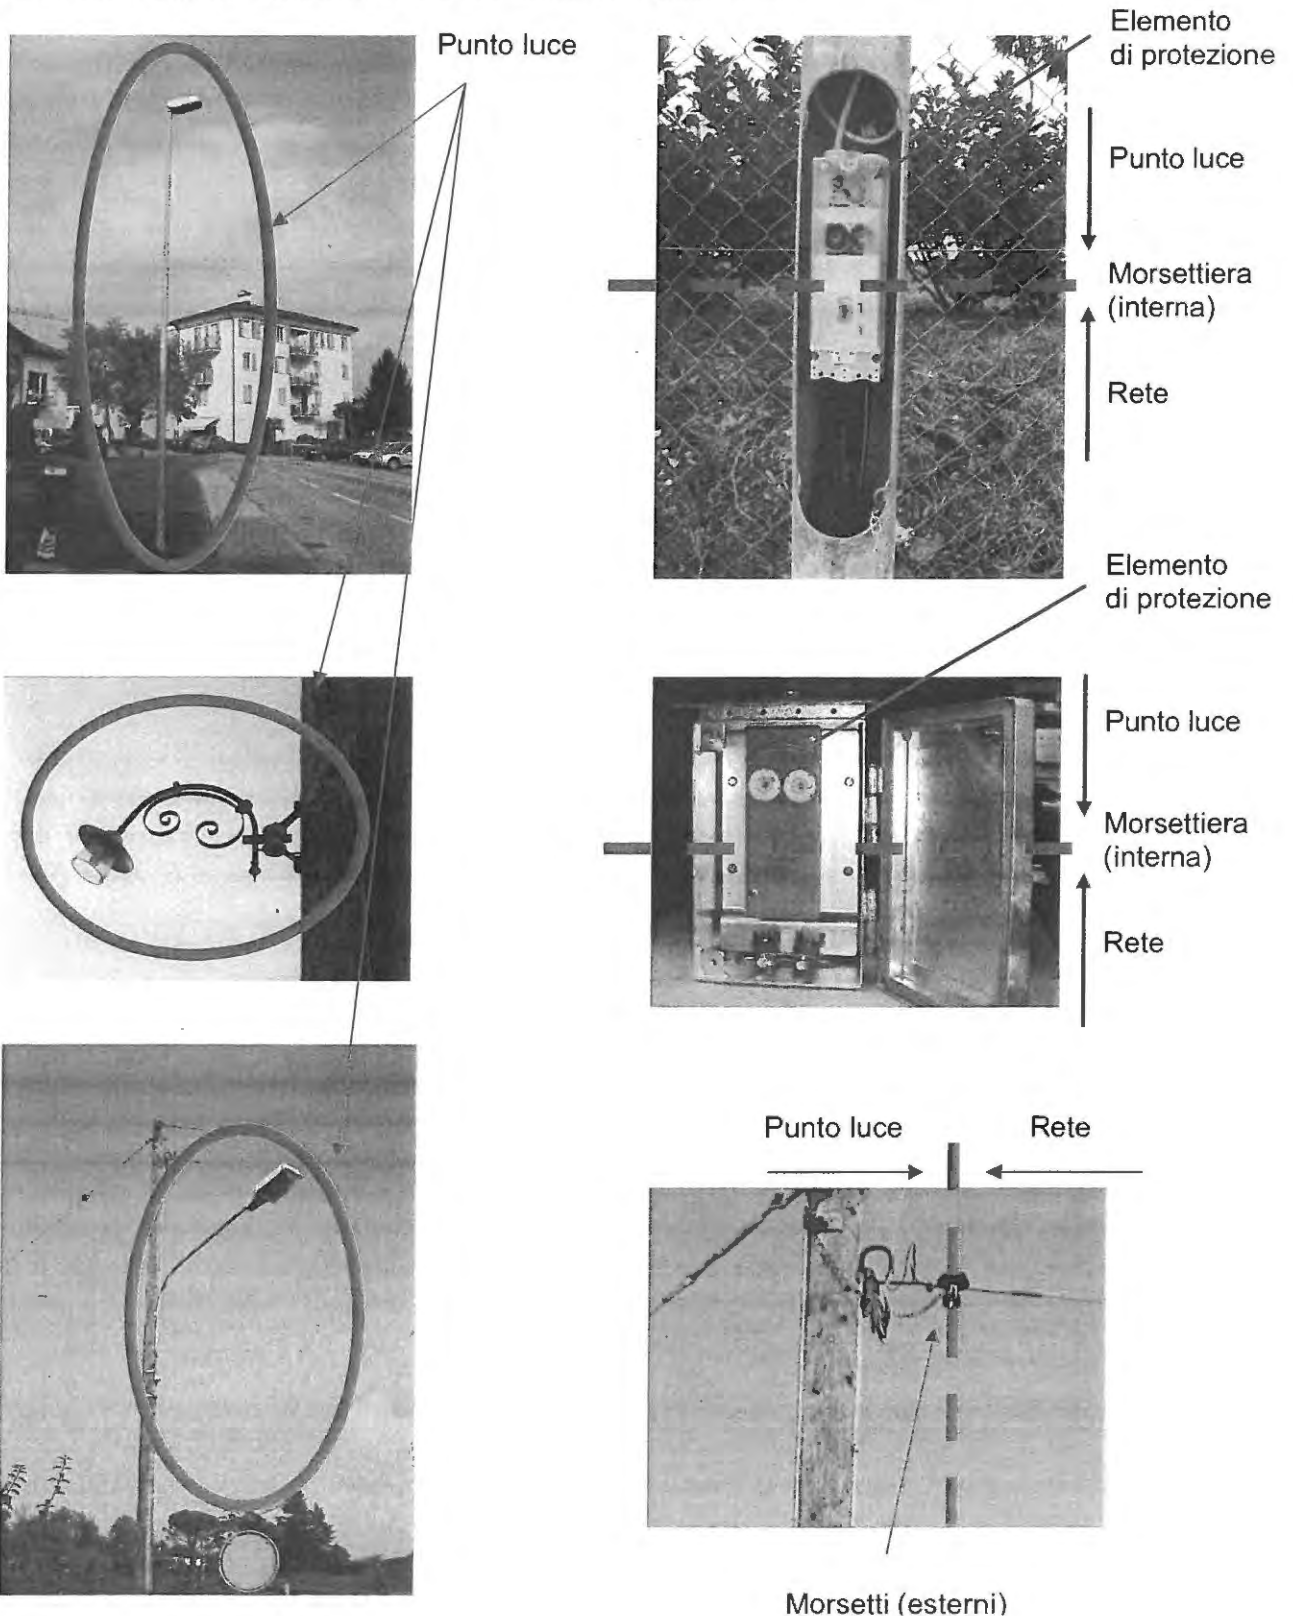 Punto luce
Elemento
di protezione
Punto luce
Morsettiera
(interna)
Rete
Elemento
di protezione
Punto luce
Morsettiera
(interna)
Rete
Punto luce
Rete
Morsetti (esterni)